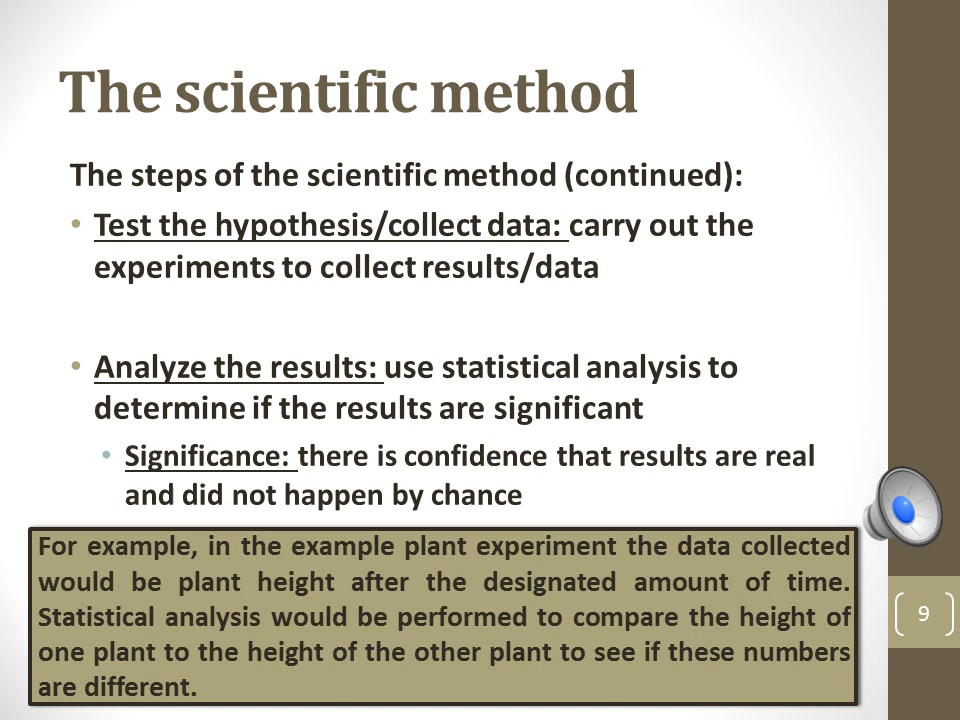 The scientific method
The steps of the scientific method (continued):
• Test the hypothesis/collect data: carry out the
experiments to collect results/data
• Analyze the results: use statistical analysis to
determine if the results are significant
• Significance: there is confidence that results are real
and did not happen by chance
For example, in the example plant experiment the data collected
would be plant height after the designated amount of time.
Statistical analysis would be performed to compare the height of
one plant to the height of the other plant to see if these numbers
are different.
9